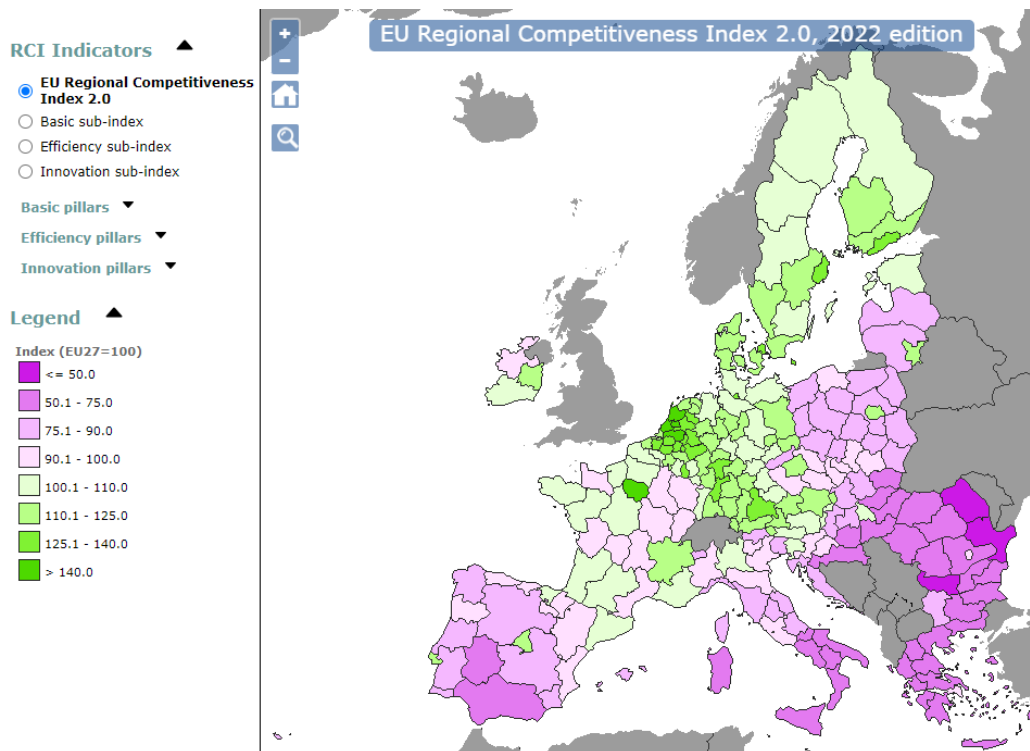 EU Regional Competitiveness Index 2.0, 2022 edition
+
−
RCI Indicators
EU Regional Competitiveness
Index 2.0
Basic sub-index
Efficiency sub-index
Innovation sub-index
Basic pillars
Efficiency pillars
Innovation pillars
Legend
Index (EU27=100)
<= 50.0
50.1 - 75.0
75.1 - 90.0
90.1 - 100.0
100.1 - 110.0
110.1 - 125.0
125.1 - 140.0
> 140.0